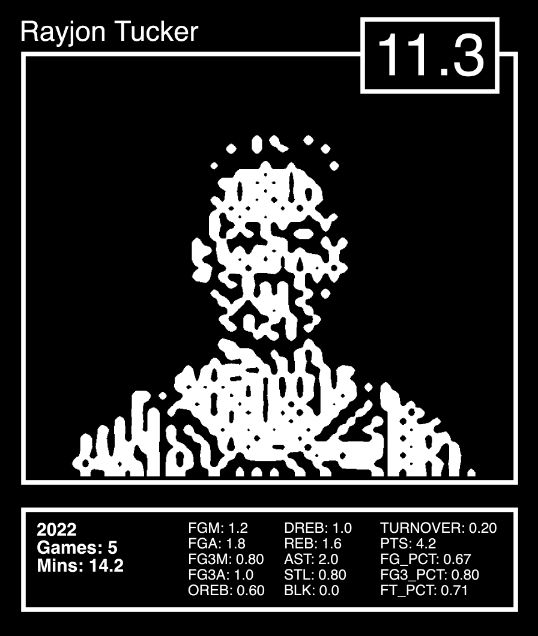 Rayjon Tucker
11.3
2022
Games: 5
Mins: 14.2
FGM: 1.2
FGA: 1.8
FG3M: 0.80
FG3A: 1.0
OREB: 0.60
DREB: 1.0
REB: 1.6
AST: 2.0
STL: 0.80
BLK: 0.0
TURNOVER: 0.20
PTS: 4.2
FG_PCT: 0.67
FG3_PCT: 0.80
FT_PCT: 0.71